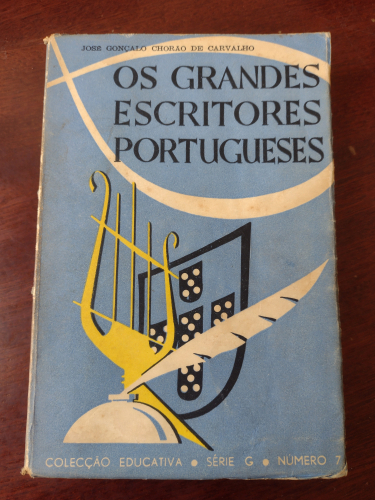 JOSÉ GONÇALO CHORÃO DE CARVALHO
OS GRANDES
ESCRITORES
PORTUGUESES
COLECÇÃO EDUCATIVA • SÉRIE G • NÚMERO 7